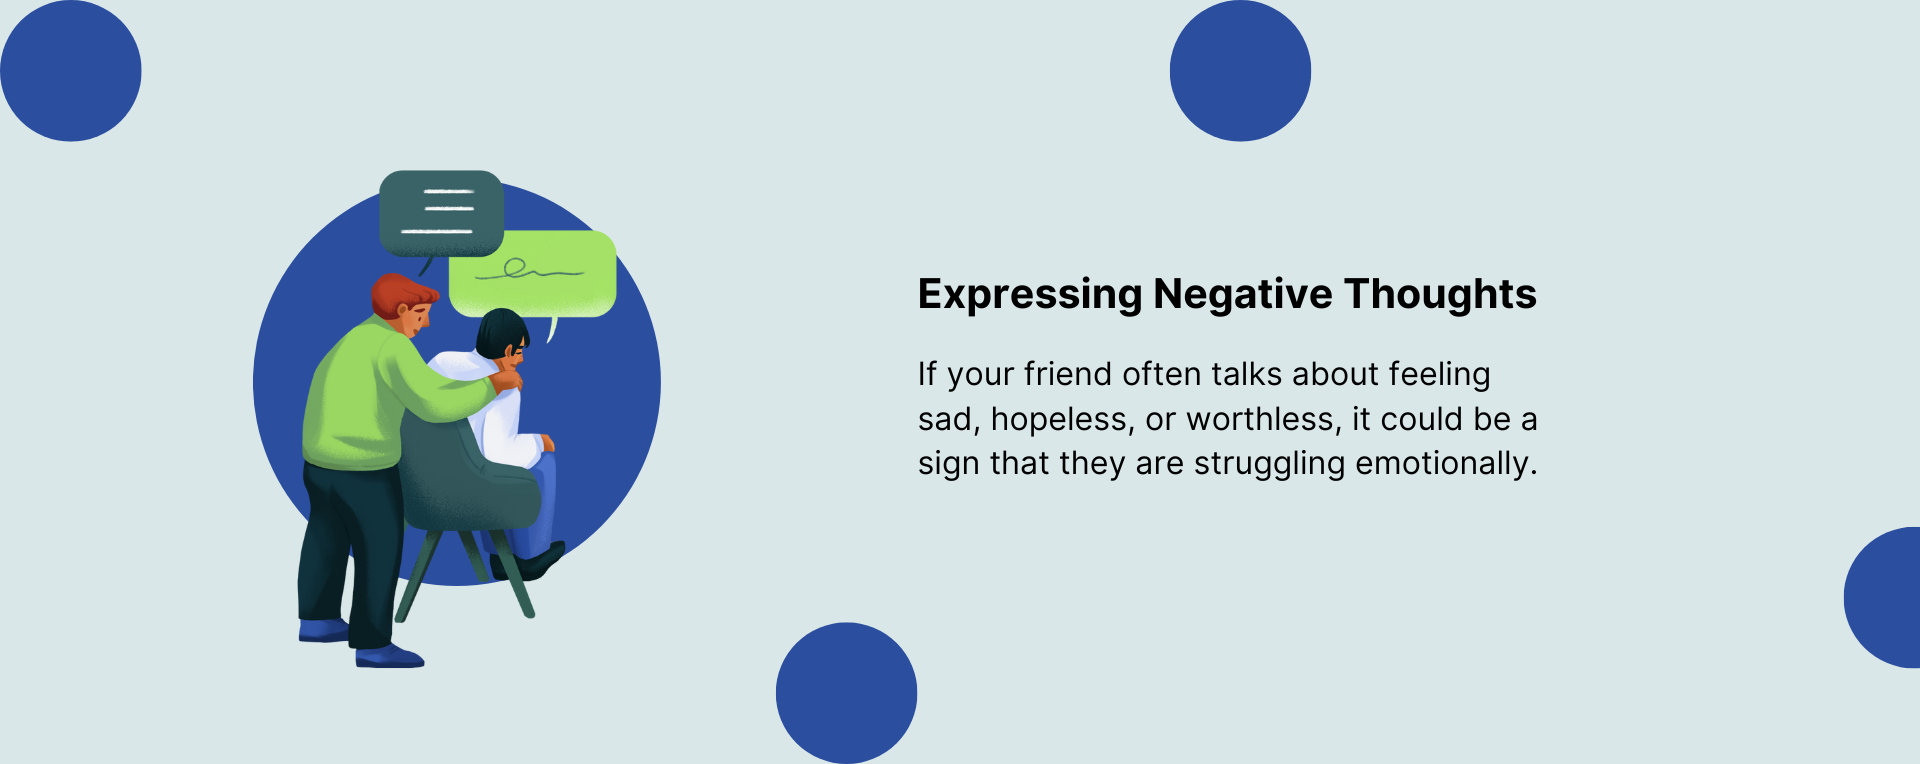 Expressing Negative Thoughts
If your friend often talks about feeling
sad, hopeless, or worthless, it could be a
sign that they are struggling emotionally.